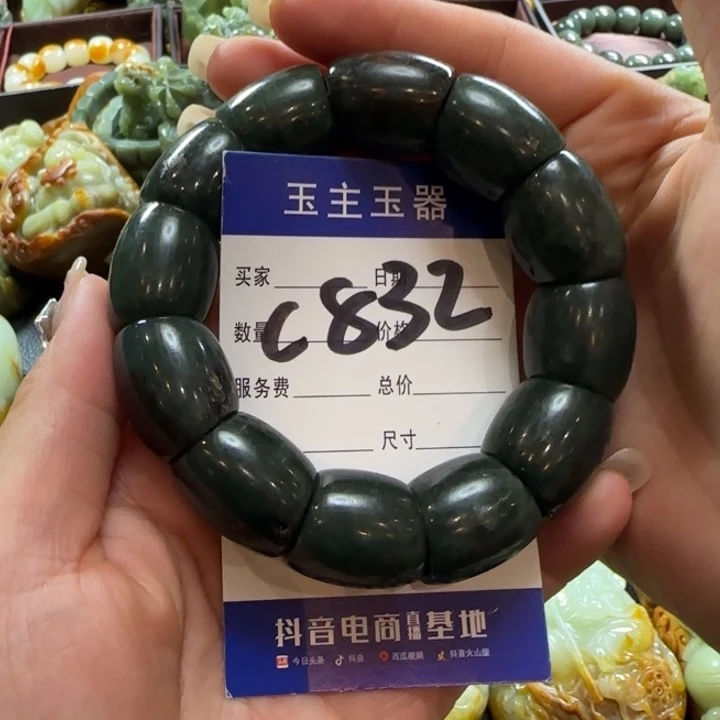 玉主玉器
买家 日期
C832
数量 价格
服务费 总价
尺寸
抖音电商直播基地
今日头条 抖音 西瓜视频 抖音火山版